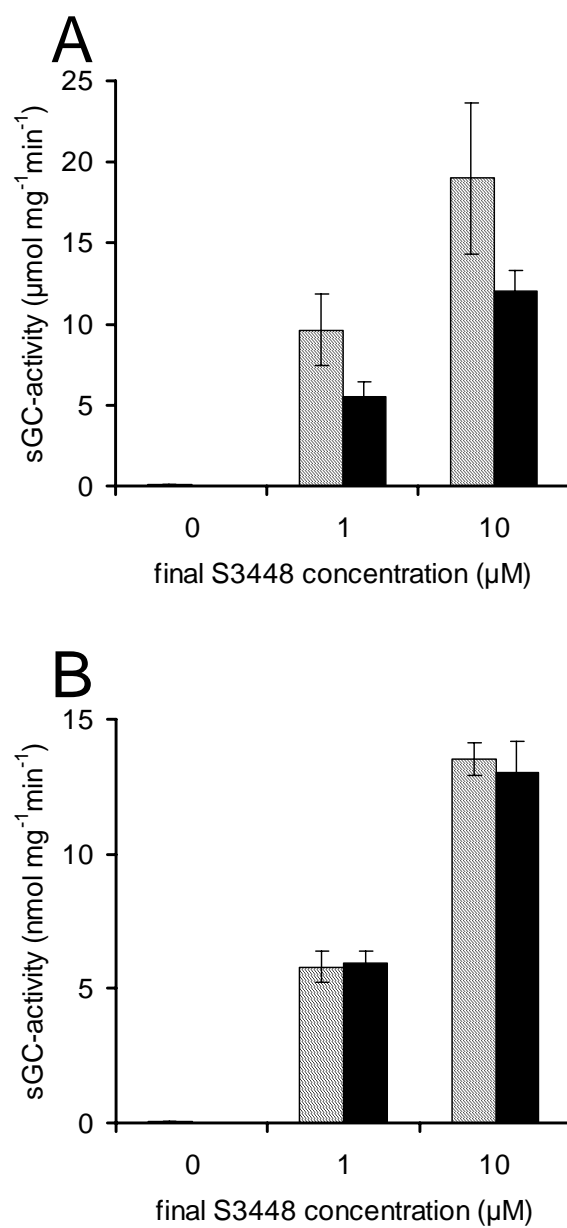 A
sGC-activity (µmol mg⁻¹min⁻¹)
25
20
15
10
5
0
0 1 10
final S3448 concentration (µM)
B
sGC-activity (nmol mg⁻¹min⁻¹)
15
10
5
0
0 1 10
final S3448 concentration (µM)